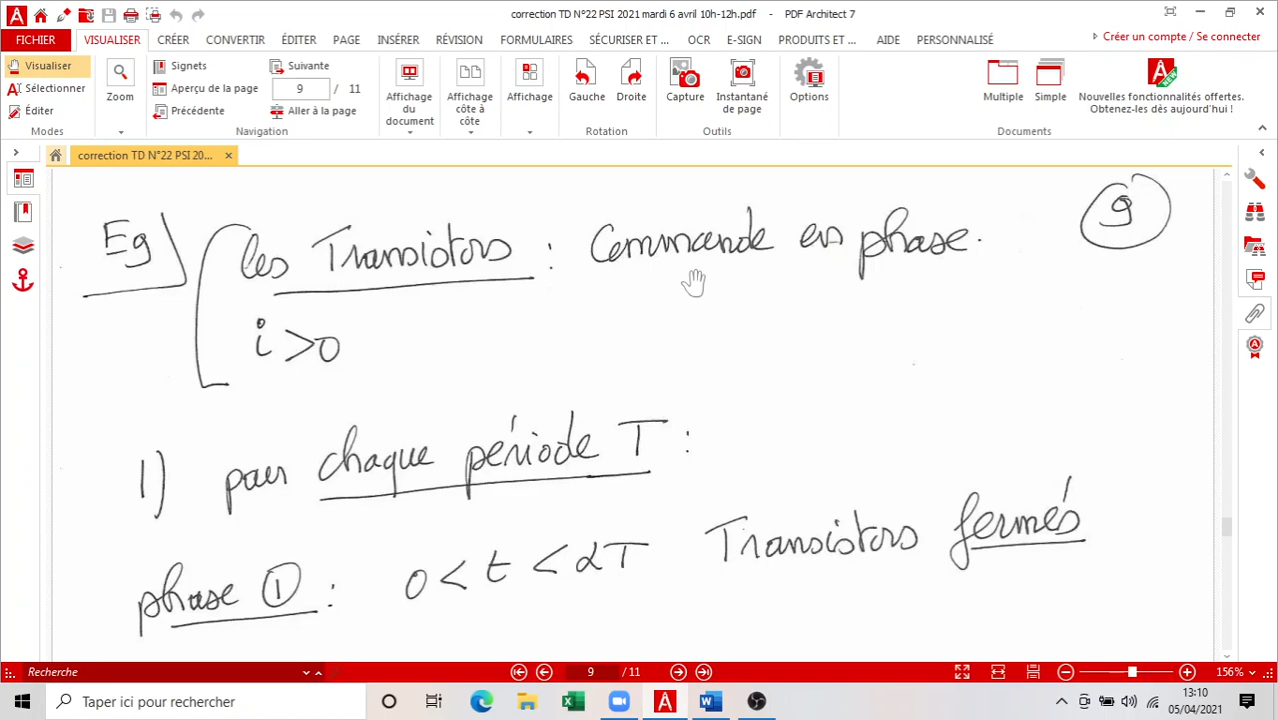 correction TD N°22 PSI 2021 mardi 6 avril 10h-12h.pdf - PDF Architect 7
FICHIER VISUALISER CRÉER CONVERTIR ÉDITER PAGE INSÉRER RÉVISION FORMULAIRES SÉCURISER ET ... OCR E-SIGN PRODUITS ET ... AIDE PERSONNALISÉ Créer un compte / Se connecter
Visualiser
Sélectionner
Éditer
Modes
Zoom
Signets
Aperçu de la page
Précédente
Suivante
9 / 11
Aller à la page
Navigation
Affichage du document
Affichage côte à côte
Affichage
Gauche
Droite
Rotation
Capture
Instantané de page
Outils
Options
Multiple
Simple
Nouvelles fonctionnalités offertes.
Obtenez-les dès aujourd'hui !
Documents
correction TD N°22 PSI 20...
9
Eg les Transistors : Commande en phase.
i > 0
1) pour chaque période T :
phase ① : 0 < t < αT Transistors fermés
Recherche 9 / 11 156%
Taper ici pour rechercher
13:10
05/04/2021